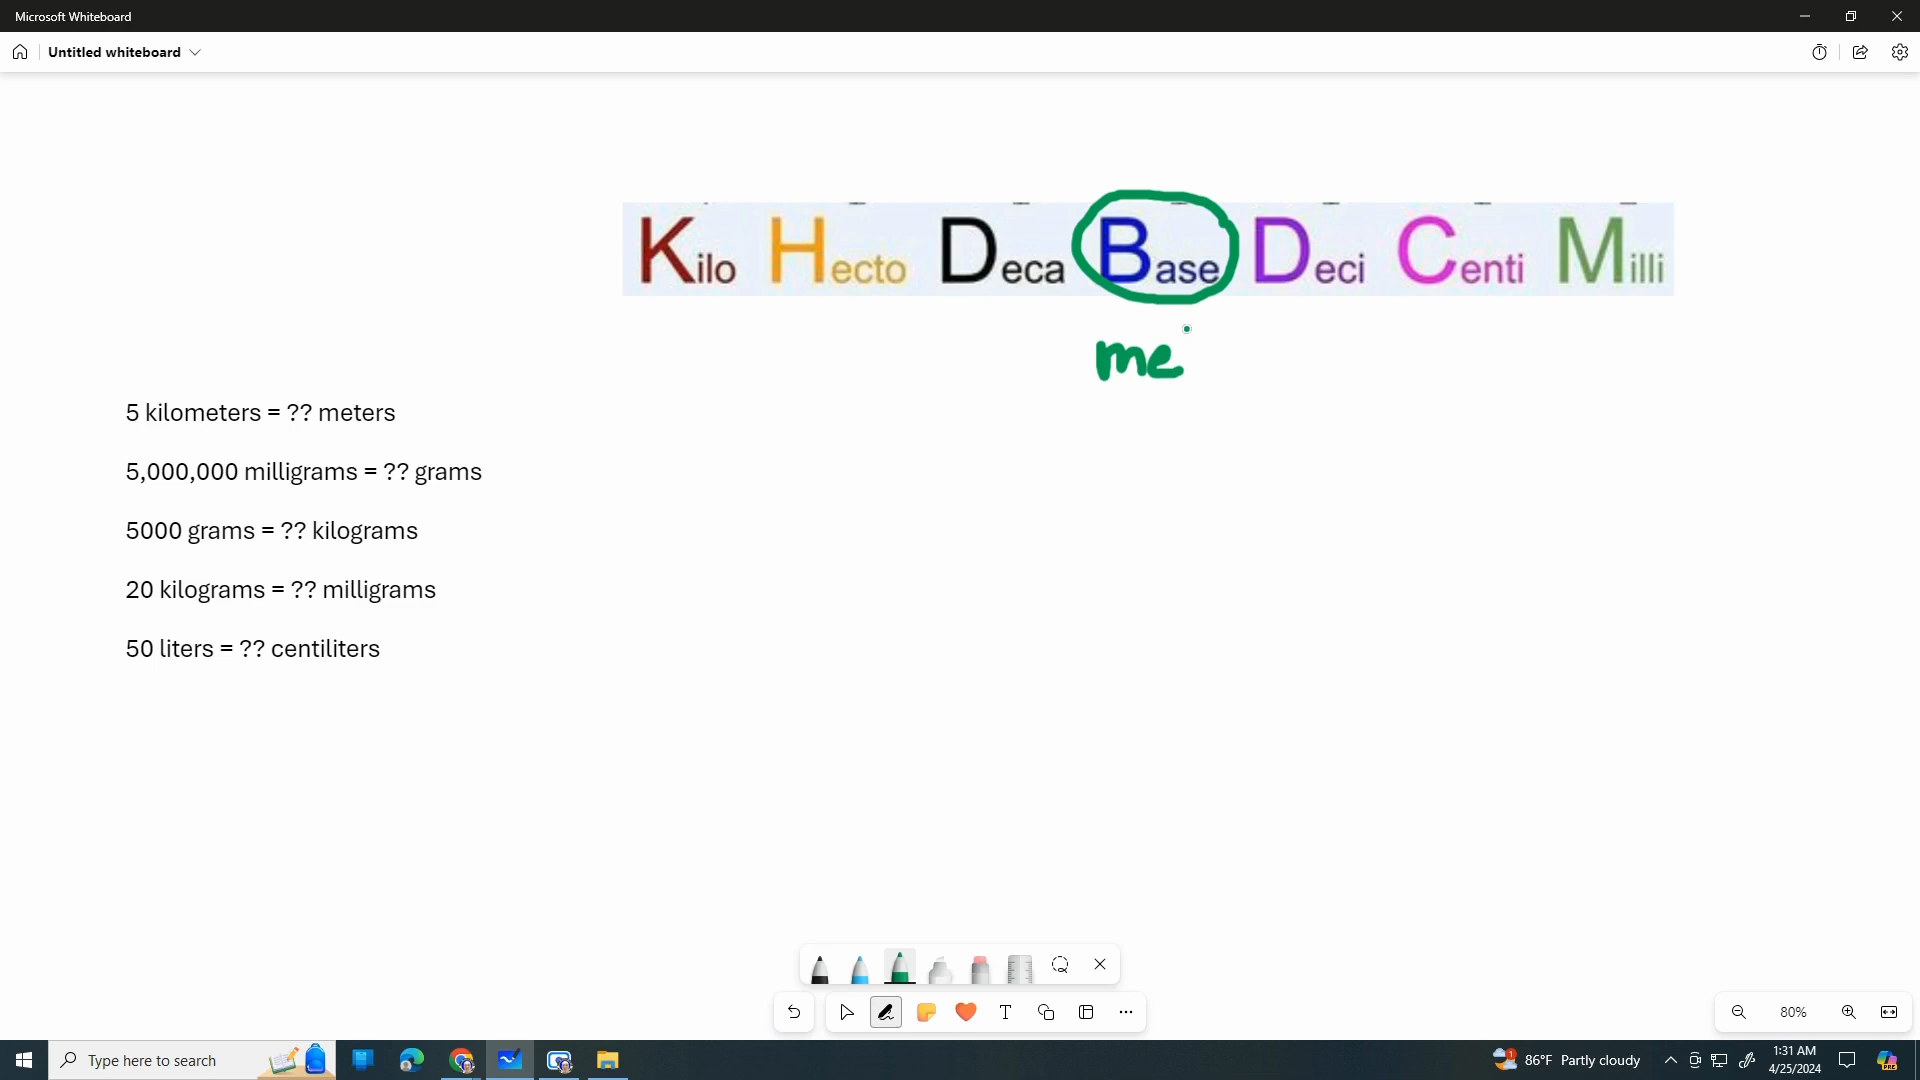 Microsoft Whiteboard
Untitled whiteboard
Kilo Hecto Deca Base Deci Centi Milli
me
5 kilometers = ?? meters
5,000,000 milligrams = ?? grams
5000 grams = ?? kilograms
20 kilograms = ?? milligrams
50 liters = ?? centiliters
80%
Type here to search
1
86°F Partly cloudy
1:31 AM
4/25/2024
PRE